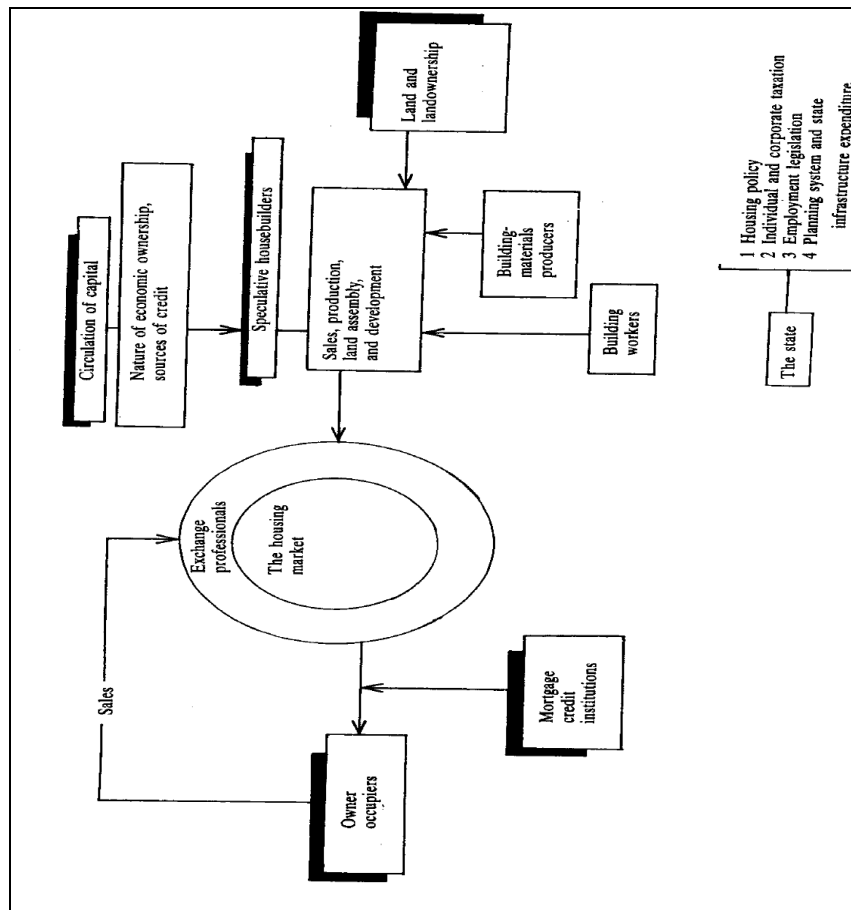 Circulation of capital
Sales
Nature of economic ownership,
sources of credit
Exchange
professionals
Speculative housebuilders
The housing
market
Owner
occupiers
Sales, production,
land assembly,
and development
Land and
landownership
Mortgage
credit
institutions
Building-
materials
producers
Building
workers
The state
1 Housing policy
2 Individual and corporate taxation
3 Employment legislation
4 Planning system and state
infrastructure expenditure